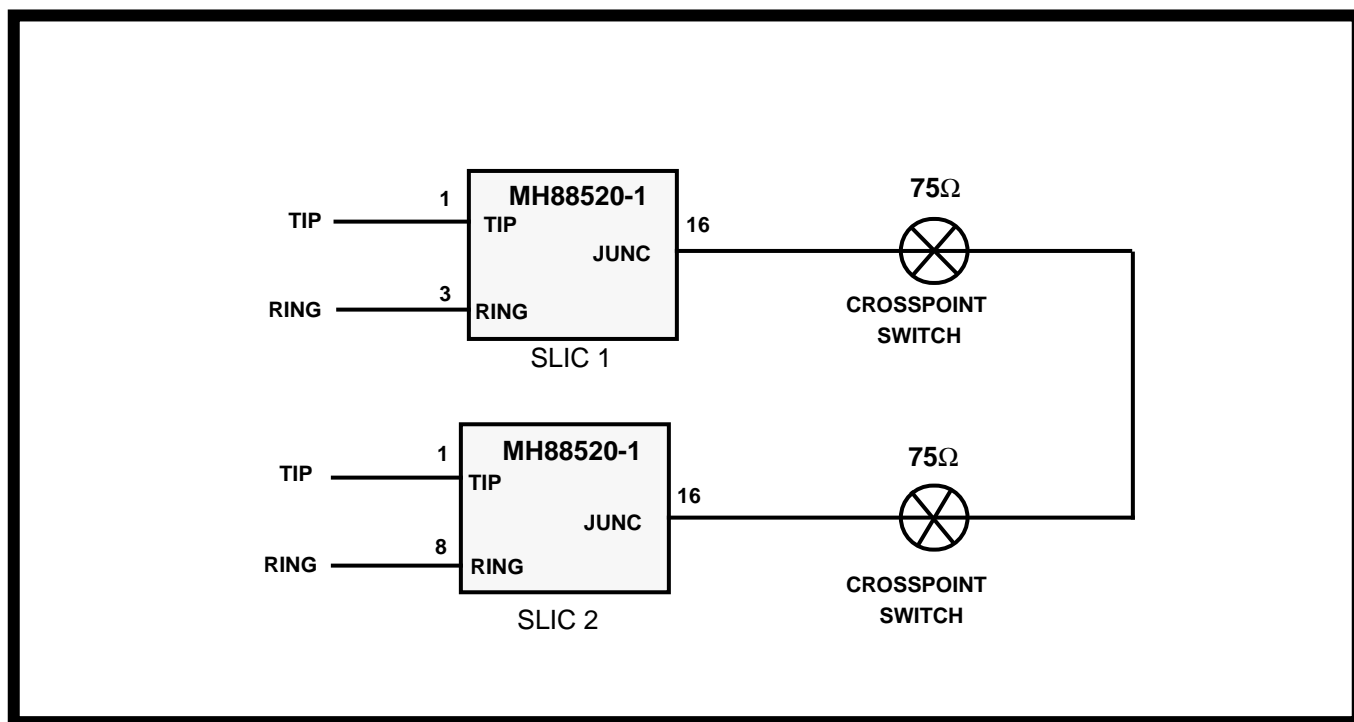 75Ω
1
MH88520-1
TIP
TIP
16
JUNC
3
RING
RING
CROSSPOINT
SWITCH
SLIC 1
75Ω
1
MH88520-1
TIP
TIP
16
JUNC
8
RING
RING
CROSSPOINT
SWITCH
SLIC 2